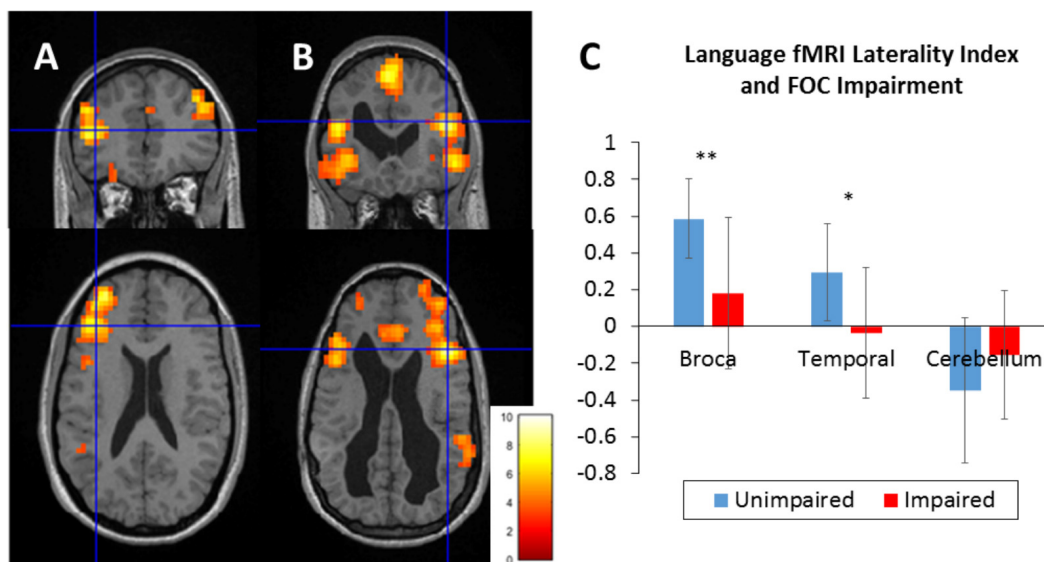 A
B
C
Language fMRI Laterality Index
and FOC Impairment
1
0.8
0.6
0.4
0.2
0
-0.2
-0.4
-0.6
-0.8
**
*
Broca
Temporal
Cerebellum
Unimpaired
Impaired
10
8
6
4
2
0